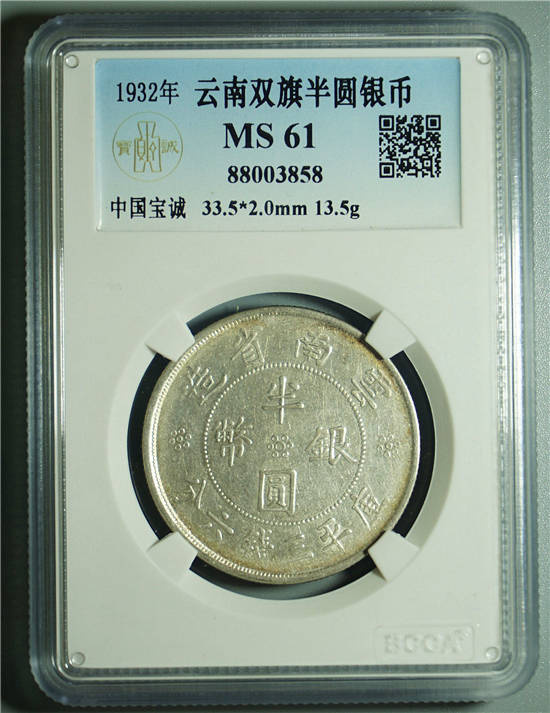 1932年 云南双旗半圆银币
MS 61
88003858
寶 誠
中国宝诚 33.5*2.0mm 13.5g
雲南省造
半圓銀幣
庫平三錢六分
BCCA